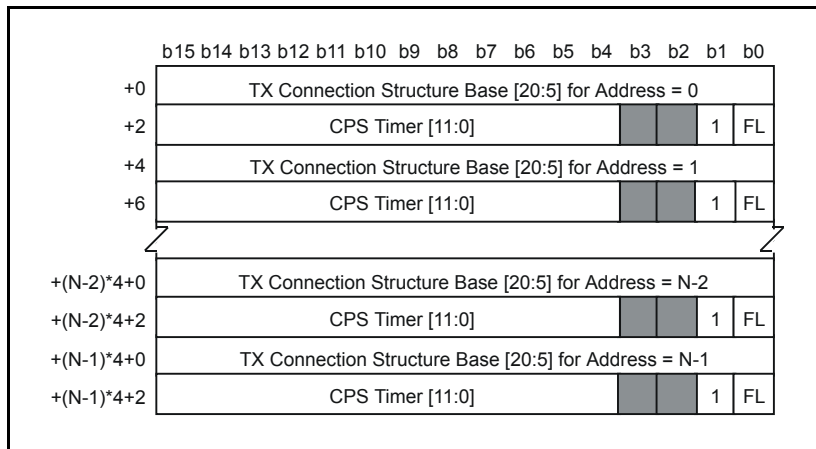 b15 b14 b13 b12 b11 b10 b9 b8 b7 b6 b5 b4 b3 b2 b1 b0
+0 TX Connection Structure Base [20:5] for Address = 0
+2 CPS Timer [11:0] 1 FL
+4 TX Connection Structure Base [20:5] for Address = 1
+6 CPS Timer [11:0] 1 FL
+(N-2)*4+0 TX Connection Structure Base [20:5] for Address = N-2
+(N-2)*4+2 CPS Timer [11:0] 1 FL
+(N-1)*4+0 TX Connection Structure Base [20:5] for Address = N-1
+(N-1)*4+2 CPS Timer [11:0] 1 FL